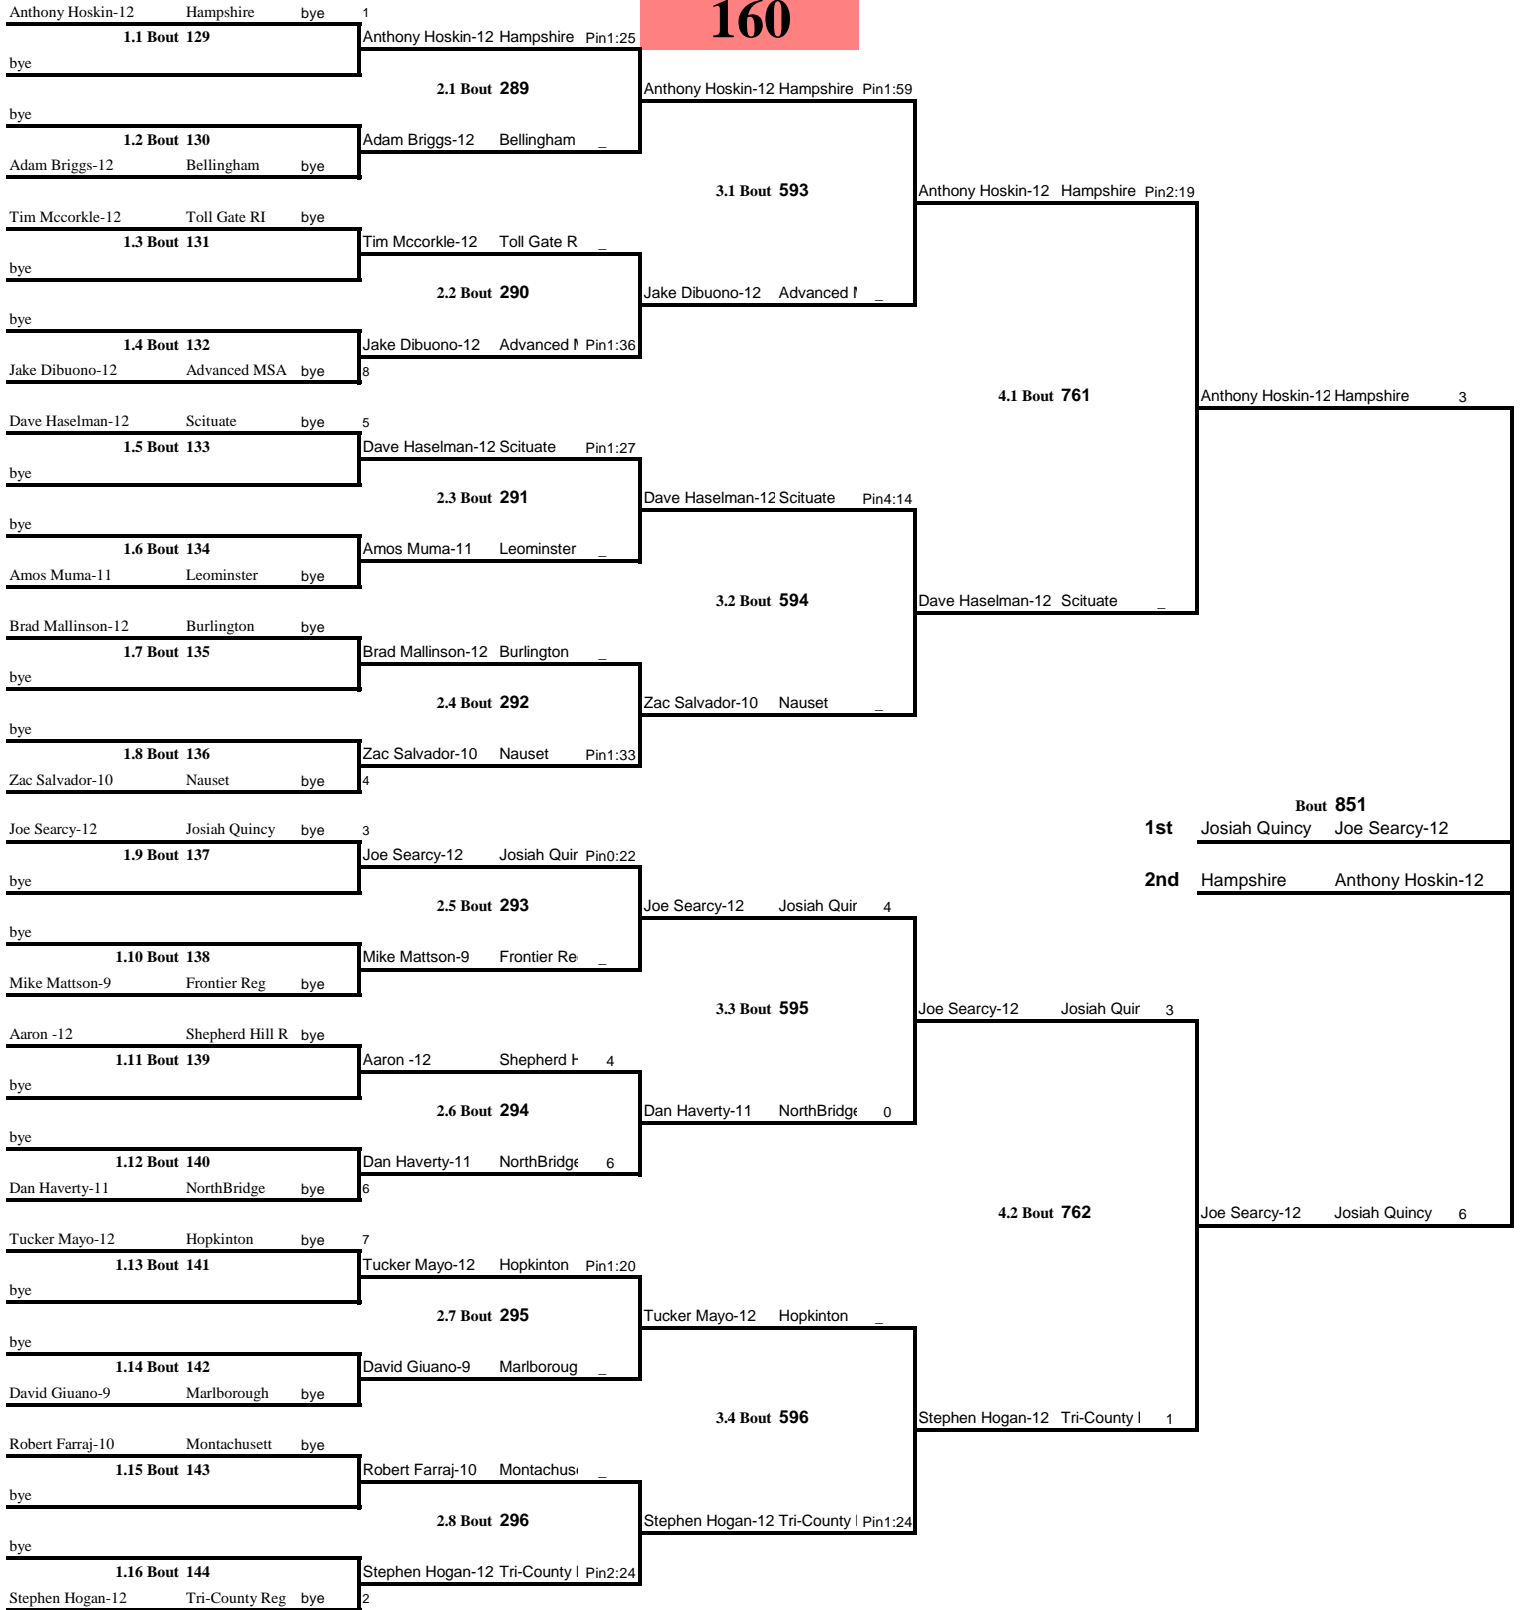 160
Anthony Hoskin-12 Hampshire bye 1
1.1 Bout 129
bye
bye
1.2 Bout 130
Adam Briggs-12 Bellingham bye
Tim Mccorkle-12 Toll Gate RI bye
1.3 Bout 131
bye
bye
1.4 Bout 132
Jake Dibuono-12 Advanced MSA bye 8
Dave Haselman-12 Scituate bye 5
1.5 Bout 133
bye
bye
1.6 Bout 134
Amos Muma-11 Leominster bye
Brad Mallinson-12 Burlington bye
1.7 Bout 135
bye
bye
1.8 Bout 136
Zac Salvador-10 Nauset bye 4
Joe Searcy-12 Josiah Quincy bye 3
1.9 Bout 137
bye
bye
1.10 Bout 138
Mike Mattson-9 Frontier Reg bye
Aaron -12 Shepherd Hill R bye
1.11 Bout 139
bye
bye
1.12 Bout 140
Dan Haverty-11 NorthBridge bye 6
Tucker Mayo-12 Hopkinton bye 7
1.13 Bout 141
bye
bye
1.14 Bout 142
David Giuano-9 Marlborough bye
Robert Farraj-10 Montachusett bye
1.15 Bout 143
bye
bye
1.16 Bout 144
Stephen Hogan-12 Tri-County Reg bye 2
Anthony Hoskin-12 Hampshire Pin1:25
2.1 Bout 289
Adam Briggs-12 Bellingham _
Tim Mccorkle-12 Toll Gate R _
2.2 Bout 290
Jake Dibuono-12 Advanced Pin1:36
Dave Haselman-12 Scituate Pin1:27
2.3 Bout 291
Amos Muma-11 Leominster _
Brad Mallinson-12 Burlington _
2.4 Bout 292
Zac Salvador-10 Nauset Pin1:33
Joe Searcy-12 Josiah Quin Pin0:22
2.5 Bout 293
Mike Mattson-9 Frontier Re _
Aaron -12 Shepherd 4
2.6 Bout 294
Dan Haverty-11 NorthBridge 6
Tucker Mayo-12 Hopkinton Pin1:20
2.7 Bout 295
David Giuano-9 Marlboroug _
Robert Farraj-10 Montachus _
2.8 Bout 296
Stephen Hogan-12 Tri-County Pin2:24
Anthony Hoskin-12 Hampshire Pin1:59
3.1 Bout 593
Jake Dibuono-12 Advanced _
Dave Haselman-12 Scituate Pin4:14
3.2 Bout 594
Zac Salvador-10 Nauset _
Joe Searcy-12 Josiah Quin 4
3.3 Bout 595
Dan Haverty-11 NorthBridge 0
Tucker Mayo-12 Hopkinton _
3.4 Bout 596
Stephen Hogan-12 Tri-County Pin1:24
Anthony Hoskin-12 Hampshire Pin2:19
4.1 Bout 761
Dave Haselman-12 Scituate _
Joe Searcy-12 Josiah Quin 3
4.2 Bout 762
Stephen Hogan-12 Tri-County 1
Anthony Hoskin-12 Hampshire 3
Bout 851
1st Josiah Quincy Joe Searcy-12
2nd Hampshire Anthony Hoskin-12
Joe Searcy-12 Josiah Quincy 6